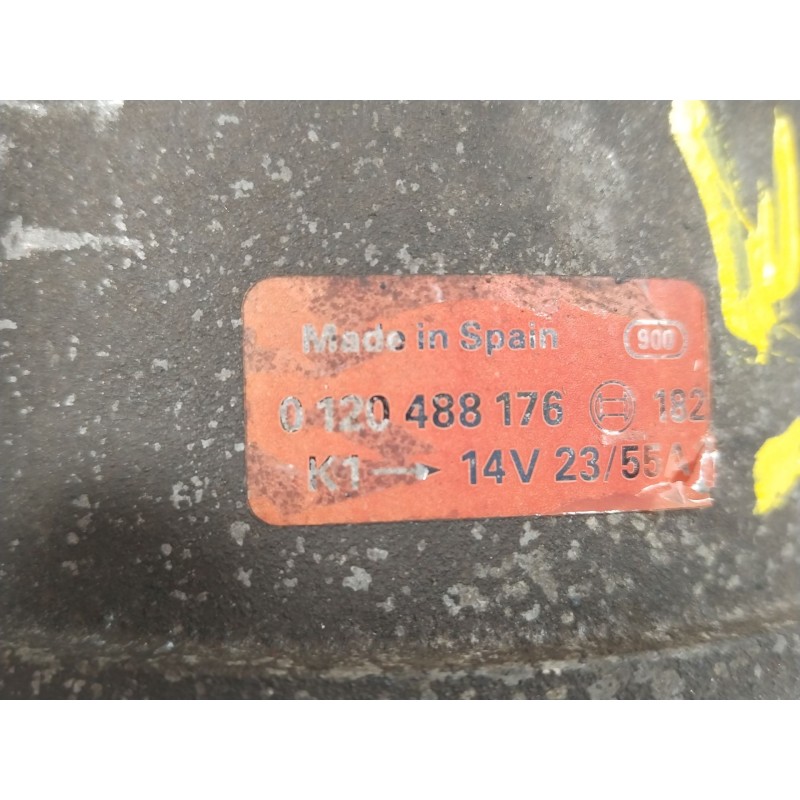 Made in Spain 900
0 120 488 176 182
K1 → 14V 23/55A